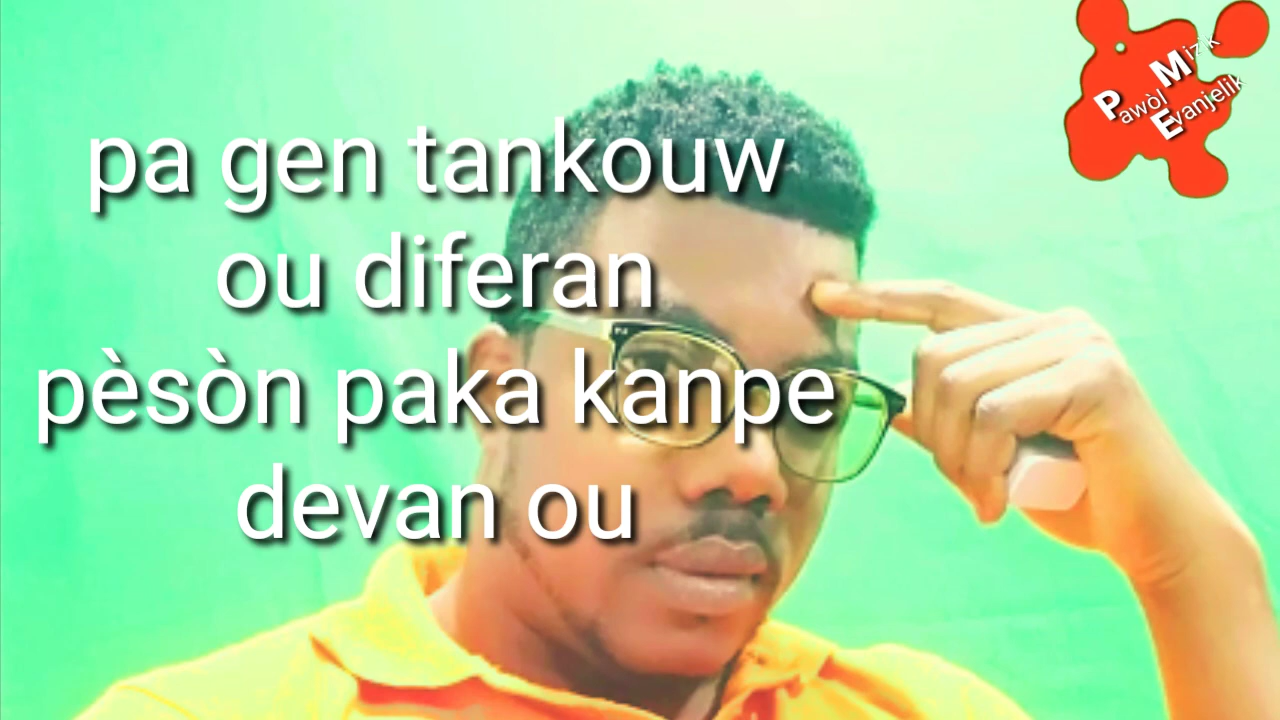 pa gen tankouw
ou diferan
pèsòn paka kanpe
devan ou
Pawòl Mizik
Evanjelik